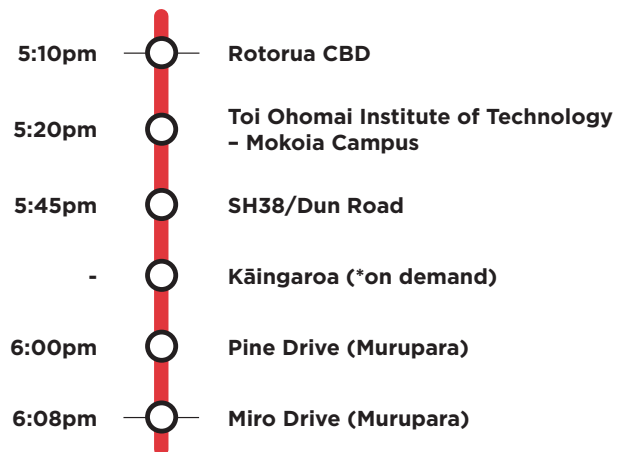 5:10pm Rotorua CBD
5:20pm Toi Ohomai Institute of Technology
– Mokoia Campus
5:45pm SH38/Dun Road
- Kāingaroa (*on demand)
6:00pm Pine Drive (Murupara)
6:08pm Miro Drive (Murupara)